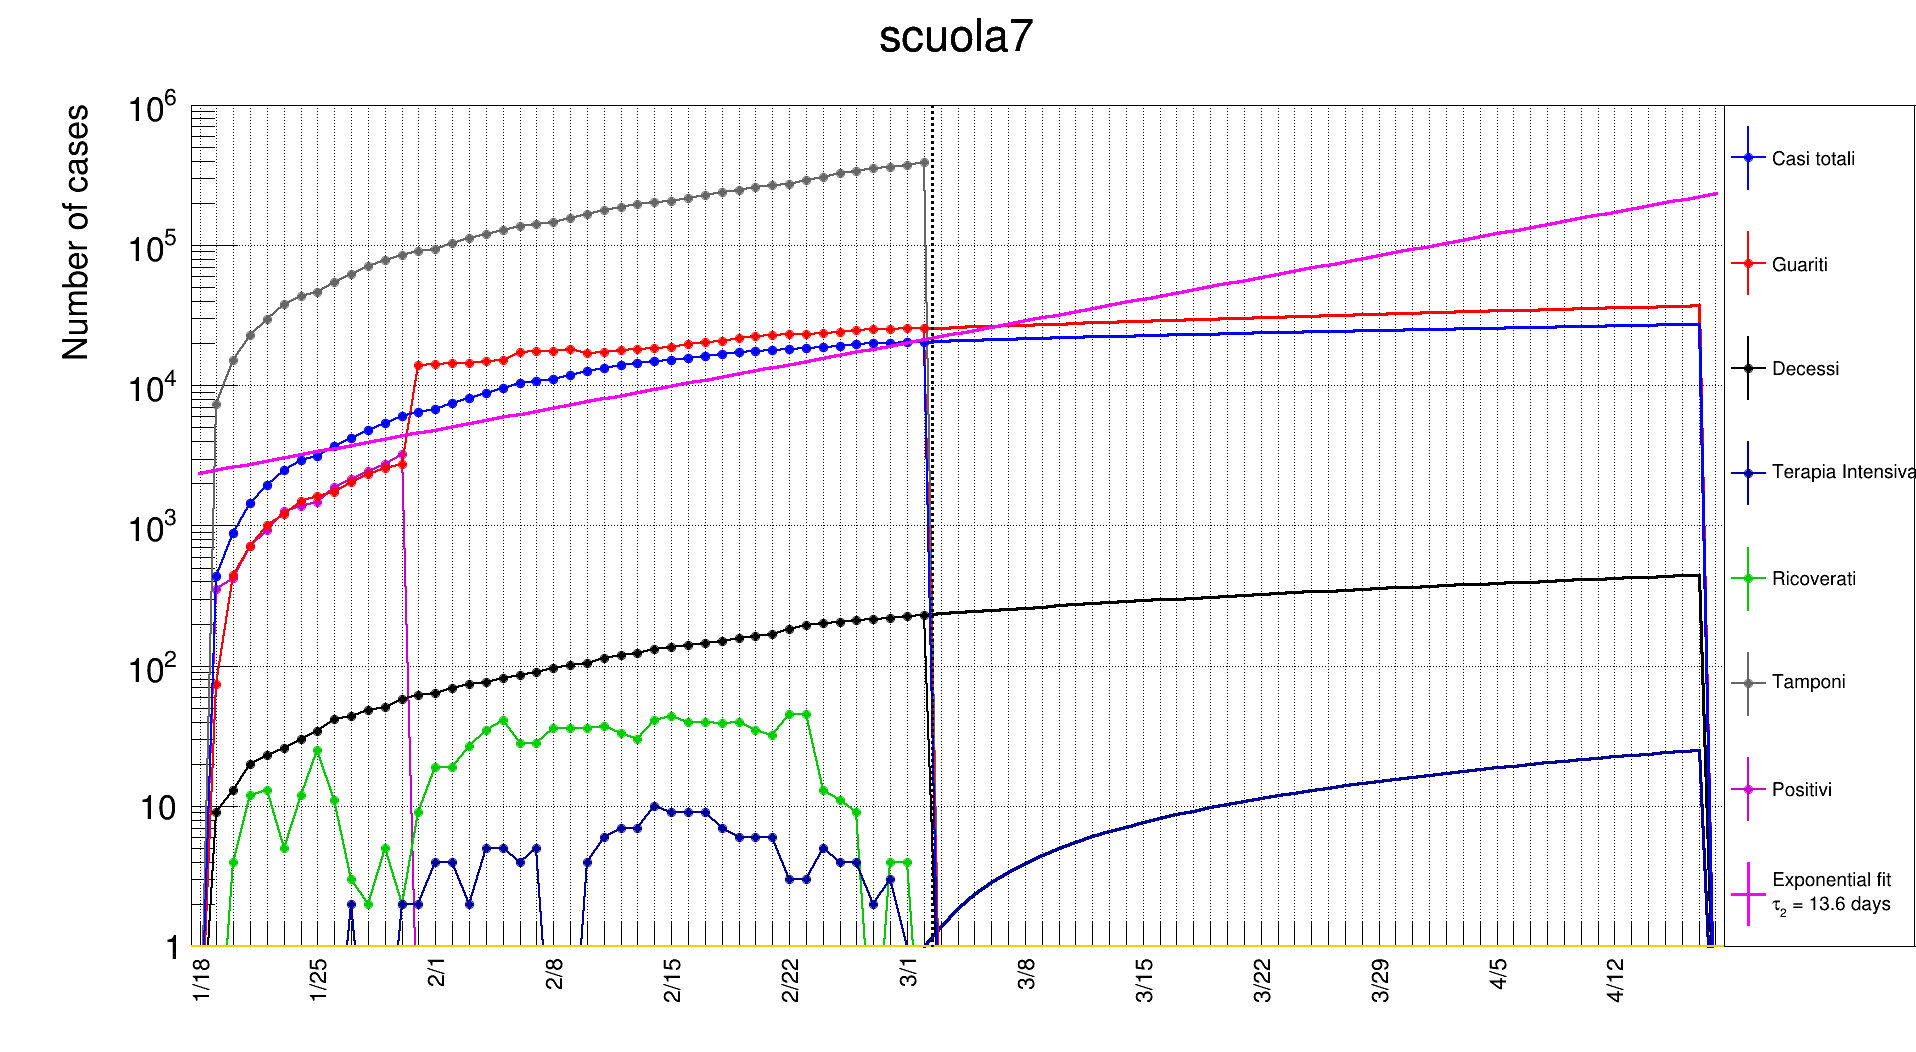 scuola7
Number of cases
10^6
10^5
10^4
10^3
10^2
10
1
1/18
1/25
2/1
2/8
2/15
2/22
3/1
3/8
3/15
3/22
3/29
4/5
4/12
Casi totali
Guariti
Decessi
Terapia Intensiva
Ricoverati
Tamponi
Positivi
Exponential fit
τ₂ = 13.6 days